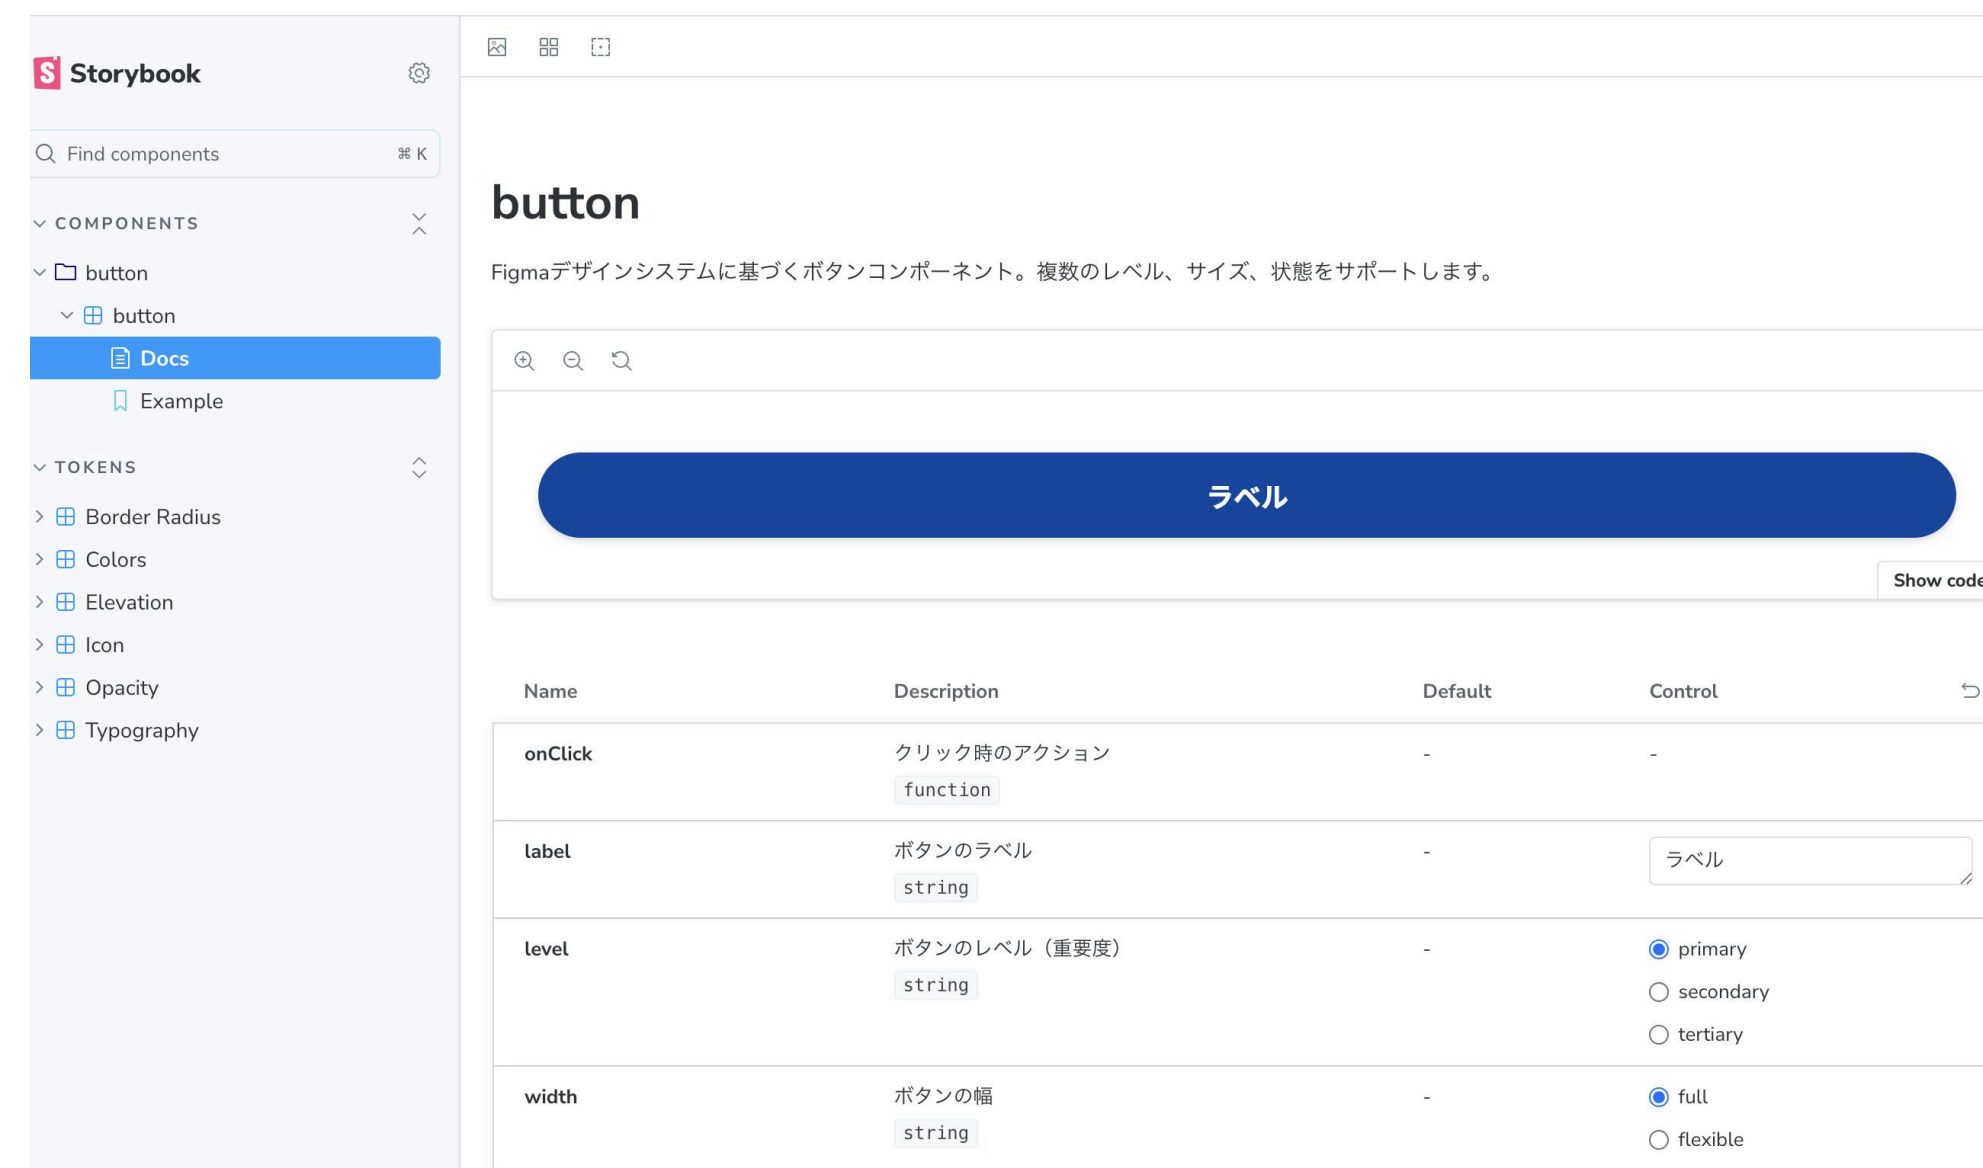 Storybook
Find components
⌘ K
COMPONENTS
button
button
Docs
Example
TOKENS
Border Radius
Colors
Elevation
Icon
Opacity
Typography
button
Figmaデザインシステムに基づくボタンコンポーネント。複数のレベル、サイズ、状態をサポートします。
ラベル
Show code
Name Description Default Control
onClick クリック時のアクション - -
function
label ボタンのラベル - ラベル
string
level ボタンのレベル（重要度） - primary
string
secondary
tertiary
width ボタンの幅 - full
string
flexible